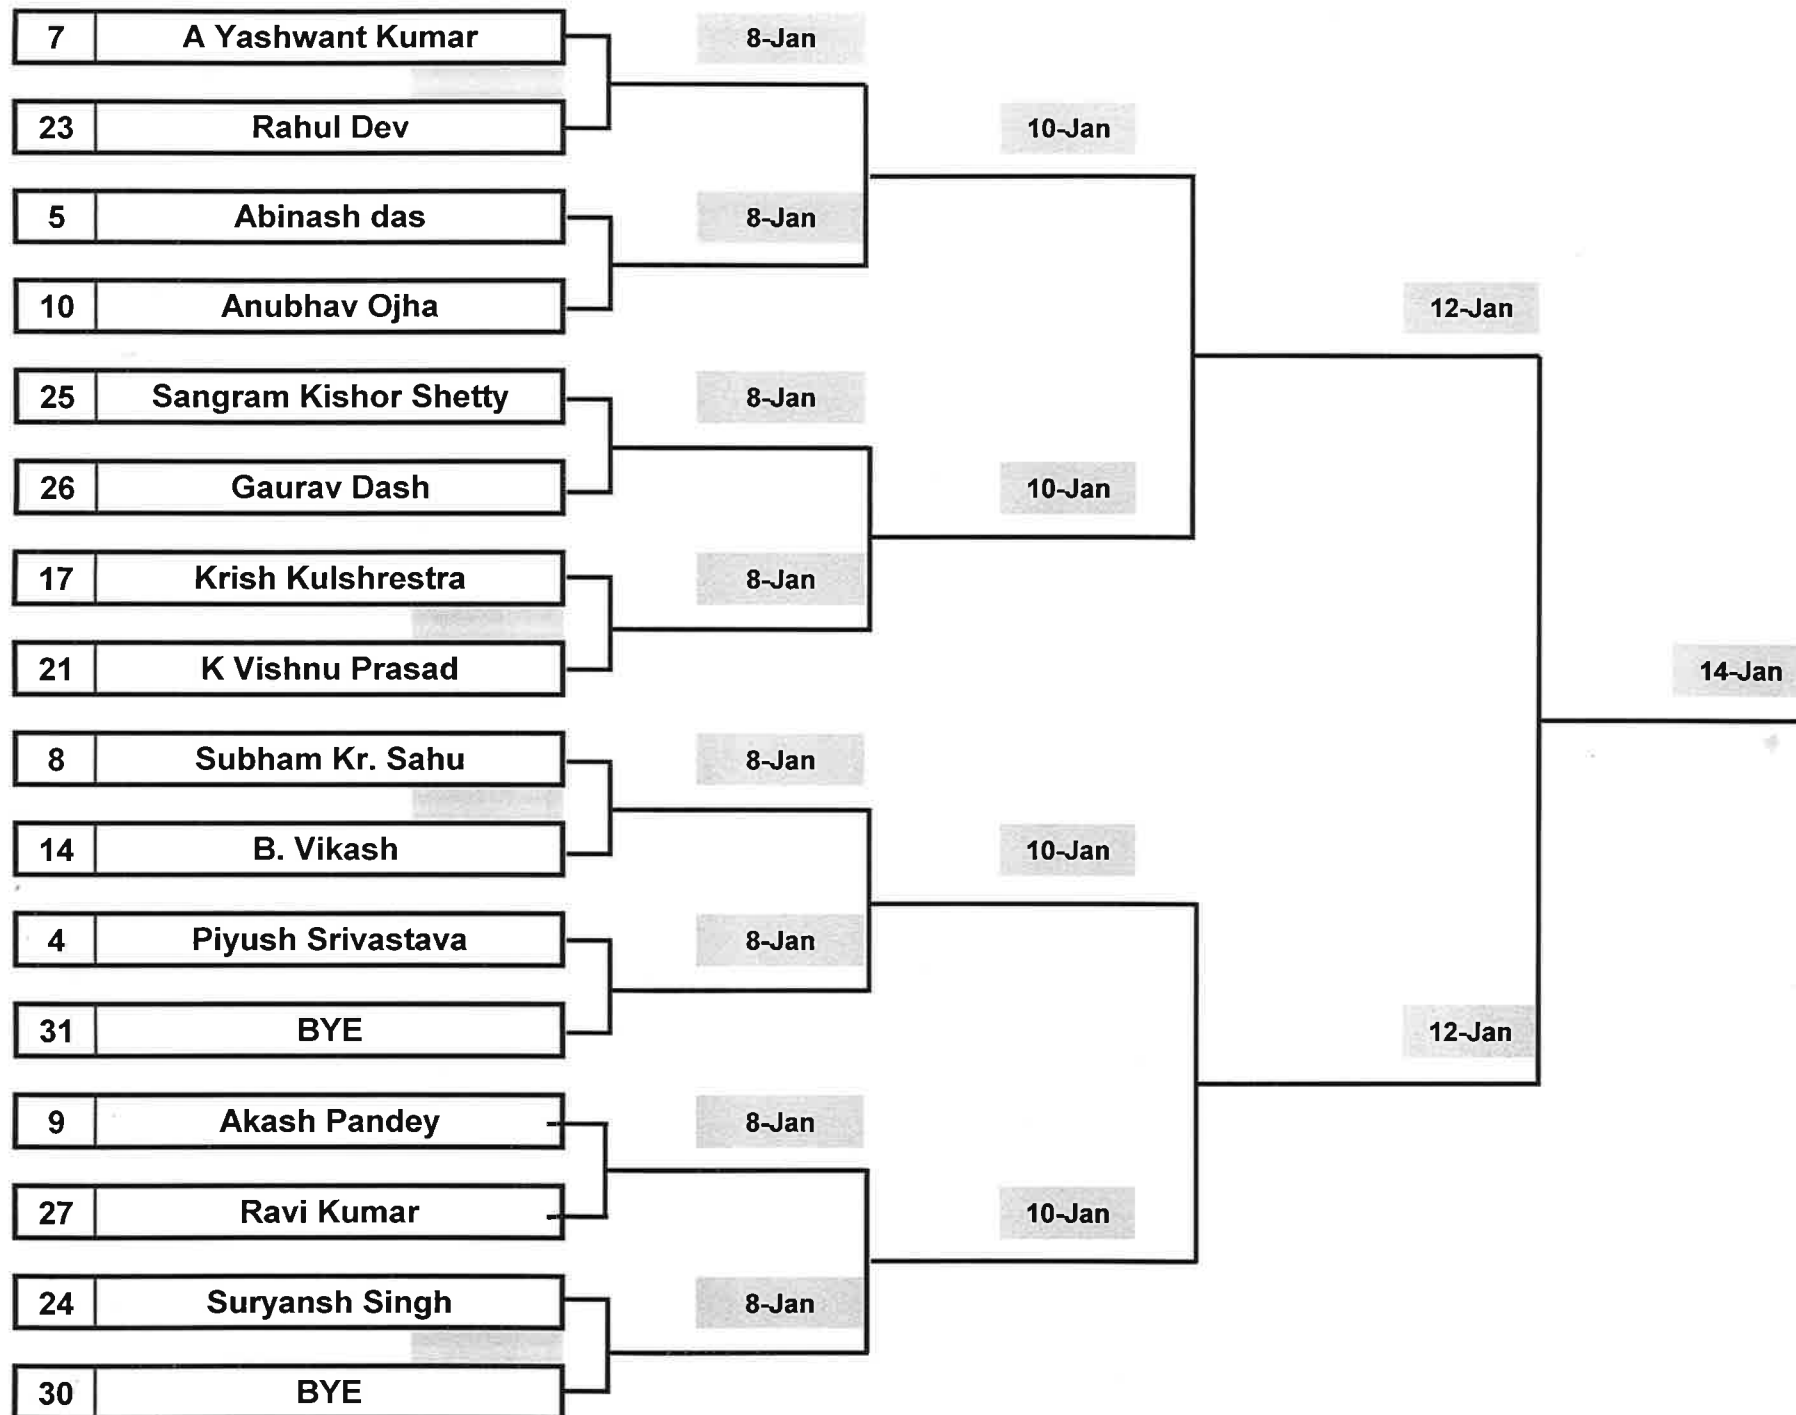 7 A Yashwant Kumar 8-Jan
23 Rahul Dev 10-Jan
5 Abinash das 8-Jan
10 Anubhav Ojha 12-Jan
25 Sangram Kishor Shetty 8-Jan
26 Gaurav Dash 10-Jan
17 Krish Kulshrestra 8-Jan
21 K Vishnu Prasad 14-Jan
8 Subham Kr. Sahu 8-Jan
14 B. Vikash 10-Jan
4 Piyush Srivastava 8-Jan
31 BYE 12-Jan
9 Akash Pandey 8-Jan
27 Ravi Kumar 10-Jan
24 Suryansh Singh 8-Jan
30 BYE